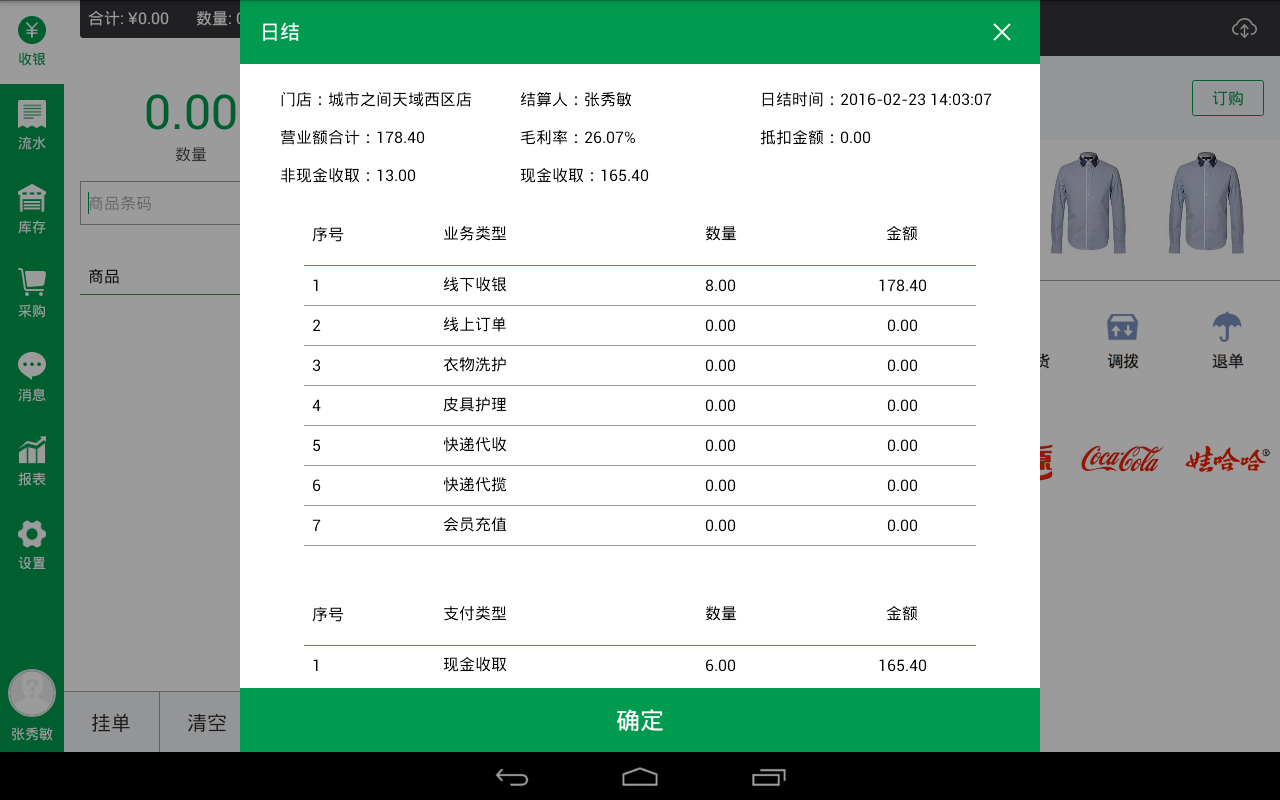 合计: ¥0.00 数量: 0
日结
¥
收银
流水
库存
采购
消息
报表
设置
张秀敏
0.00
数量
商品条码
商品
挂单 清空
门店：城市之间天域西区店 结算人：张秀敏 日结时间：2016-02-23 14:03:07
营业额合计：178.40 毛利率：26.07% 抵扣金额：0.00
非现金收取：13.00 现金收取：165.40
序号 业务类型 数量 金额
1 线下收银 8.00 178.40
2 线上订单 0.00 0.00
3 衣物洗护 0.00 0.00
4 皮具护理 0.00 0.00
5 快递代收 0.00 0.00
6 快递代揽 0.00 0.00
7 会员充值 0.00 0.00
序号 支付类型 数量 金额
1 现金收取 6.00 165.40
确定
订购
货 调拨 退单
Coca-Cola 娃哈哈®